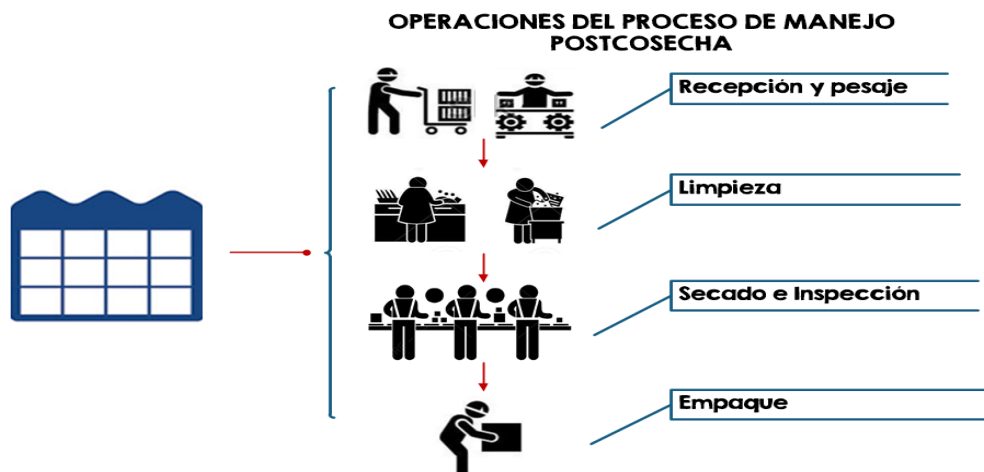 OPERACIONES DEL PROCESO DE MANEJO
POSTCOSECHA
Recepción y pesaje
Limpieza
Secado e Inspección
Empaque